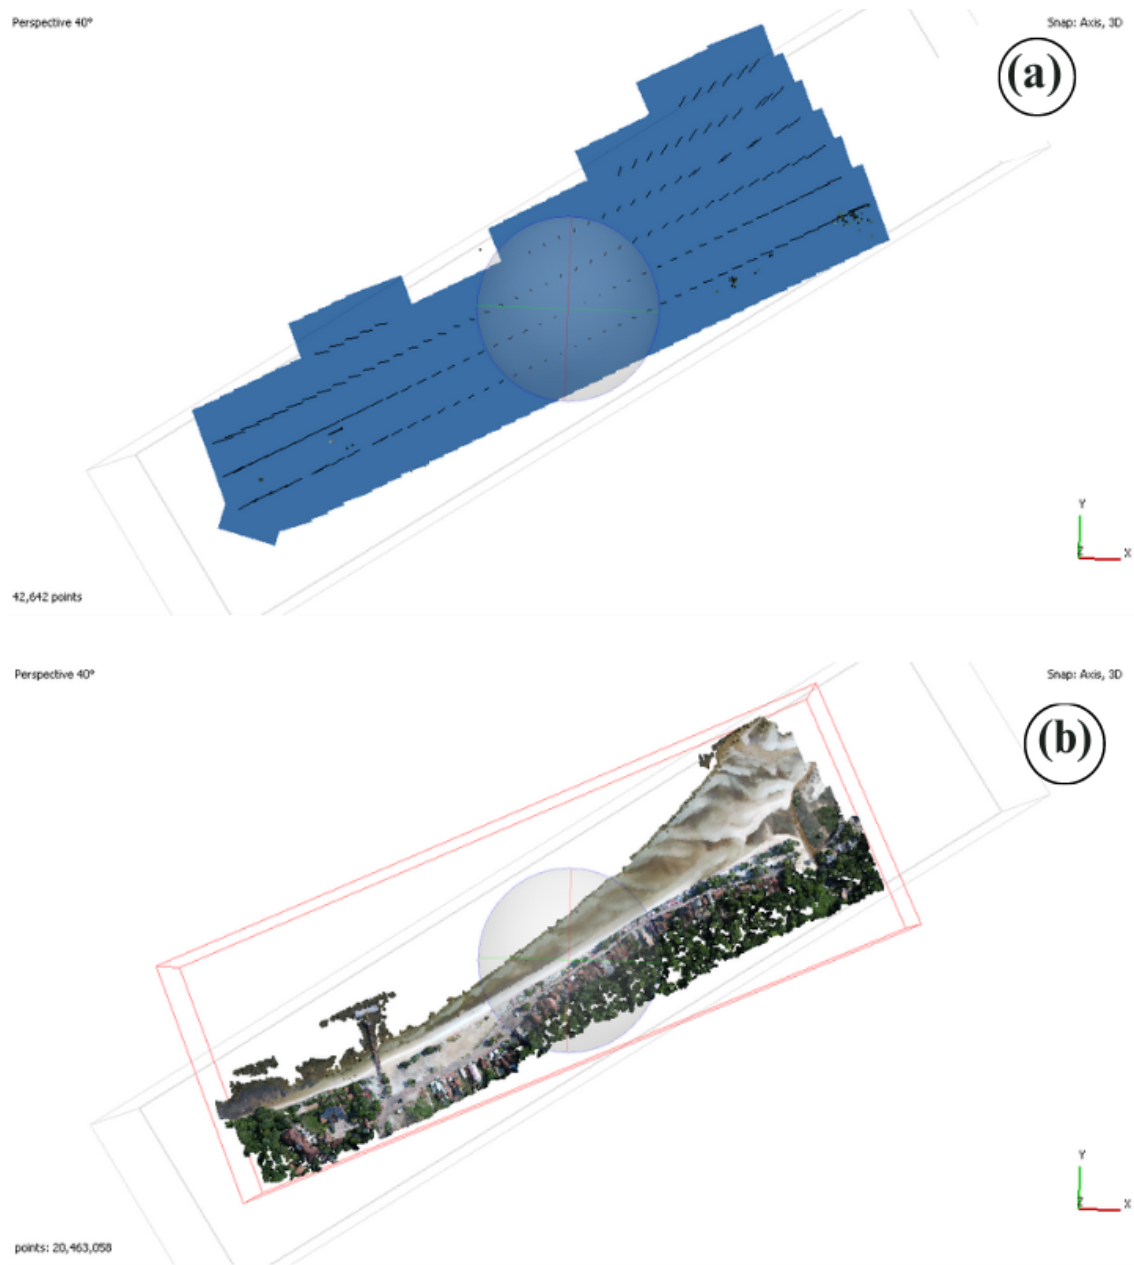 Perspective 40°
Snap: Axis, 3D
(a)
Y
Z
X
42,642 points
Perspective 40°
Snap: Axis, 3D
(b)
Y
Z
X
points: 20,463,058